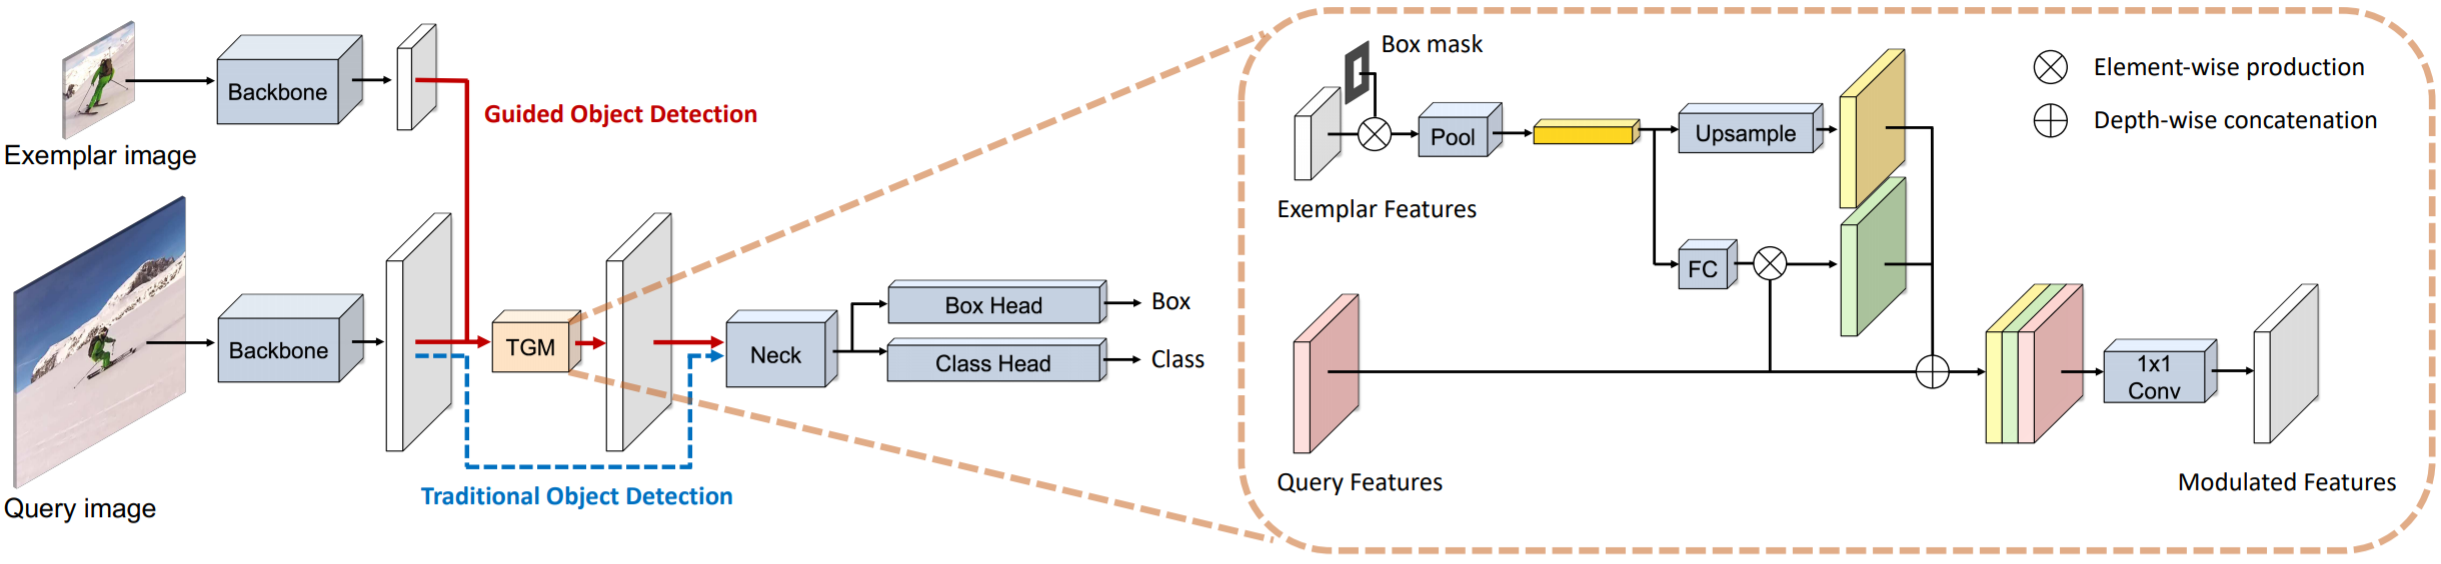 Exemplar image
Backbone
Guided Object Detection
Query image
Backbone
TGM
Neck
Box Head
Class Head
Box
Class
Traditional Object Detection
Box mask
Pool
Upsample
Exemplar Features
FC
Query Features
1x1
Conv
Modulated Features
Element-wise production
Depth-wise concatenation